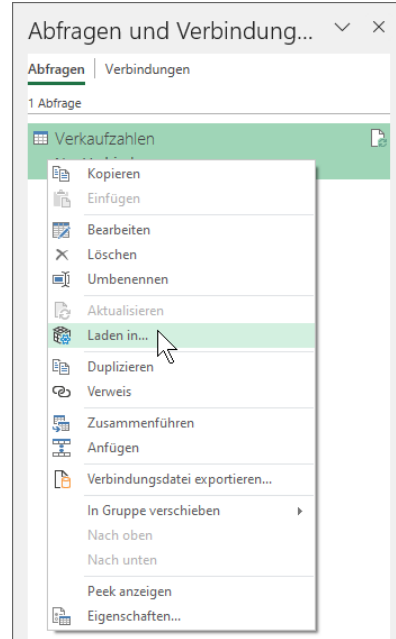 Abfragen und Verbindung...
Abfragen | Verbindungen
1 Abfrage
Verkaufzahlen
Kopieren
Einfügen
Bearbeiten
Löschen
Umbenennen
Aktualisieren
Laden in...
Duplizieren
Verweis
Zusammenführen
Anfügen
Verbindungsdatei exportieren...
In Gruppe verschieben
Nach oben
Nach unten
Peek anzeigen
Eigenschaften...